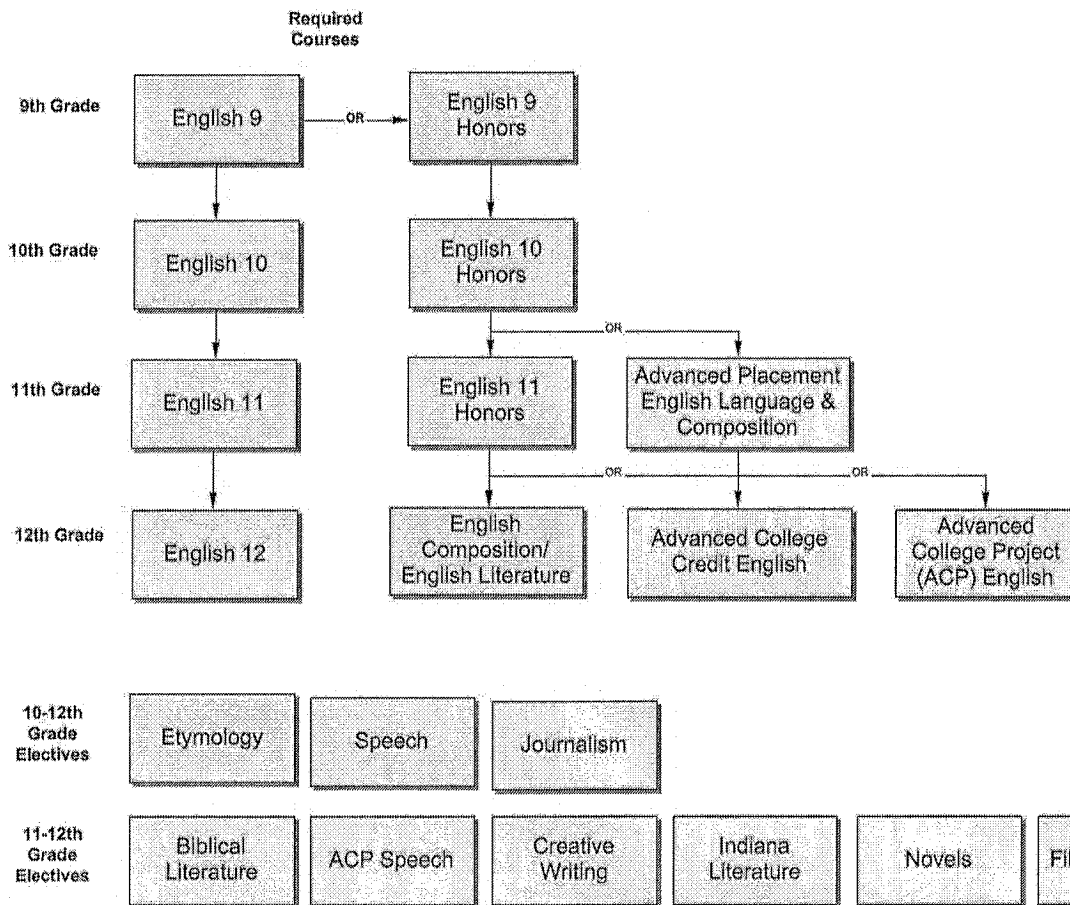 Required
Courses
9th Grade
English 9
OR
English 9
Honors
10th Grade
English 10
English 10
Honors
OR
11th Grade
English 11
English 11
Honors
Advanced Placement
English Language &
Composition
OR
OR
12th Grade
English 12
English
Composition/
English Literature
Advanced College
Credit English
Advanced
College Project
(ACP) English
10-12th
Grade
Electives
Etymology
Speech
Journalism
11-12th
Grade
Electives
Biblical
Literature
ACP Speech
Creative
Writing
Indiana
Literature
Novels